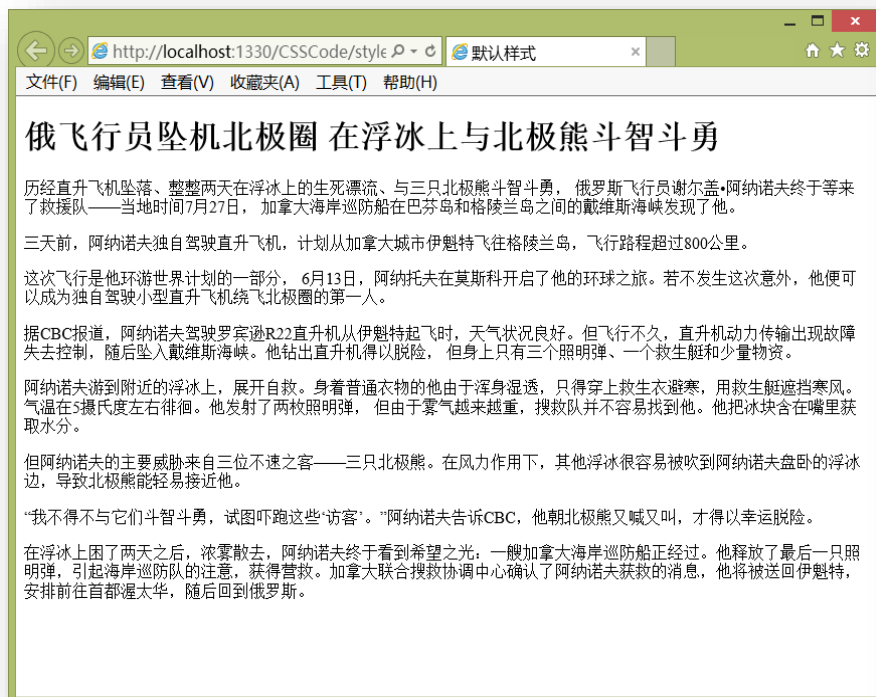 http://localhost:1330/CSSCode/style
默认样式
文件(F) 编辑(E) 查看(V) 收藏夹(A) 工具(T) 帮助(H)
俄飞行员坠机北极圈 在浮冰上与北极熊斗智斗勇
历经直升飞机坠落、整整两天在浮冰上的生死漂流、与三只北极熊斗智斗勇， 俄罗斯飞行员谢尔盖•阿纳诺夫终于等来
了救援队——当地时间7月27日， 加拿大海岸巡防船在巴芬岛和格陵兰岛之间的戴维斯海峡发现了他。
三天前，阿纳诺夫独自驾驶直升飞机，计划从加拿大城市伊魁特飞往格陵兰岛，飞行路程超过800公里。
这次飞行是他环游世界计划的一部分， 6月13日，阿纳托夫在莫斯科开启了他的环球之旅。若不发生这次意外，他便可
以成为独自驾驶小型直升飞机绕飞北极圈的第一人。
据CBC报道，阿纳诺夫驾驶罗宾逊R22直升机从伊魁特起飞时，天气状况良好。但飞行不久，直升机动力传输出现故障
失去控制，随后坠入戴维斯海峡。他钻出直升机得以脱险， 但身上只有三个照明弹、一个救生艇和少量物资。
阿纳诺夫游到附近的浮冰上，展开自救。身着普通衣物的他由于浑身湿透，只得穿上救生衣避寒，用救生艇遮挡寒风。
气温在5摄氏度左右徘徊。他发射了两枚照明弹， 但由于雾气越来越重，搜救队并不容易找到他。他把冰块含在嘴里获
取水分。
但阿纳诺夫的主要威胁来自三位不速之客——三只北极熊。在风力作用下，其他浮冰很容易被吹到阿纳诺夫盘卧的浮冰
边，导致北极熊能轻易接近他。
“我不得不与它们斗智斗勇，试图吓跑这些‘访客’。”阿纳诺夫告诉CBC，他朝北极熊又喊又叫，才得以幸运脱险。
在浮冰上困了两天之后，浓雾散去，阿纳诺夫终于看到希望之光：一艘加拿大海岸巡防船正经过。他释放了最后一只照
明弹，引起海岸巡防队的注意，获得营救。加拿大联合搜救协调中心确认了阿纳诺夫获救的消息，他将被送回伊魁特，
安排前往首都渥太华，随后回到俄罗斯。